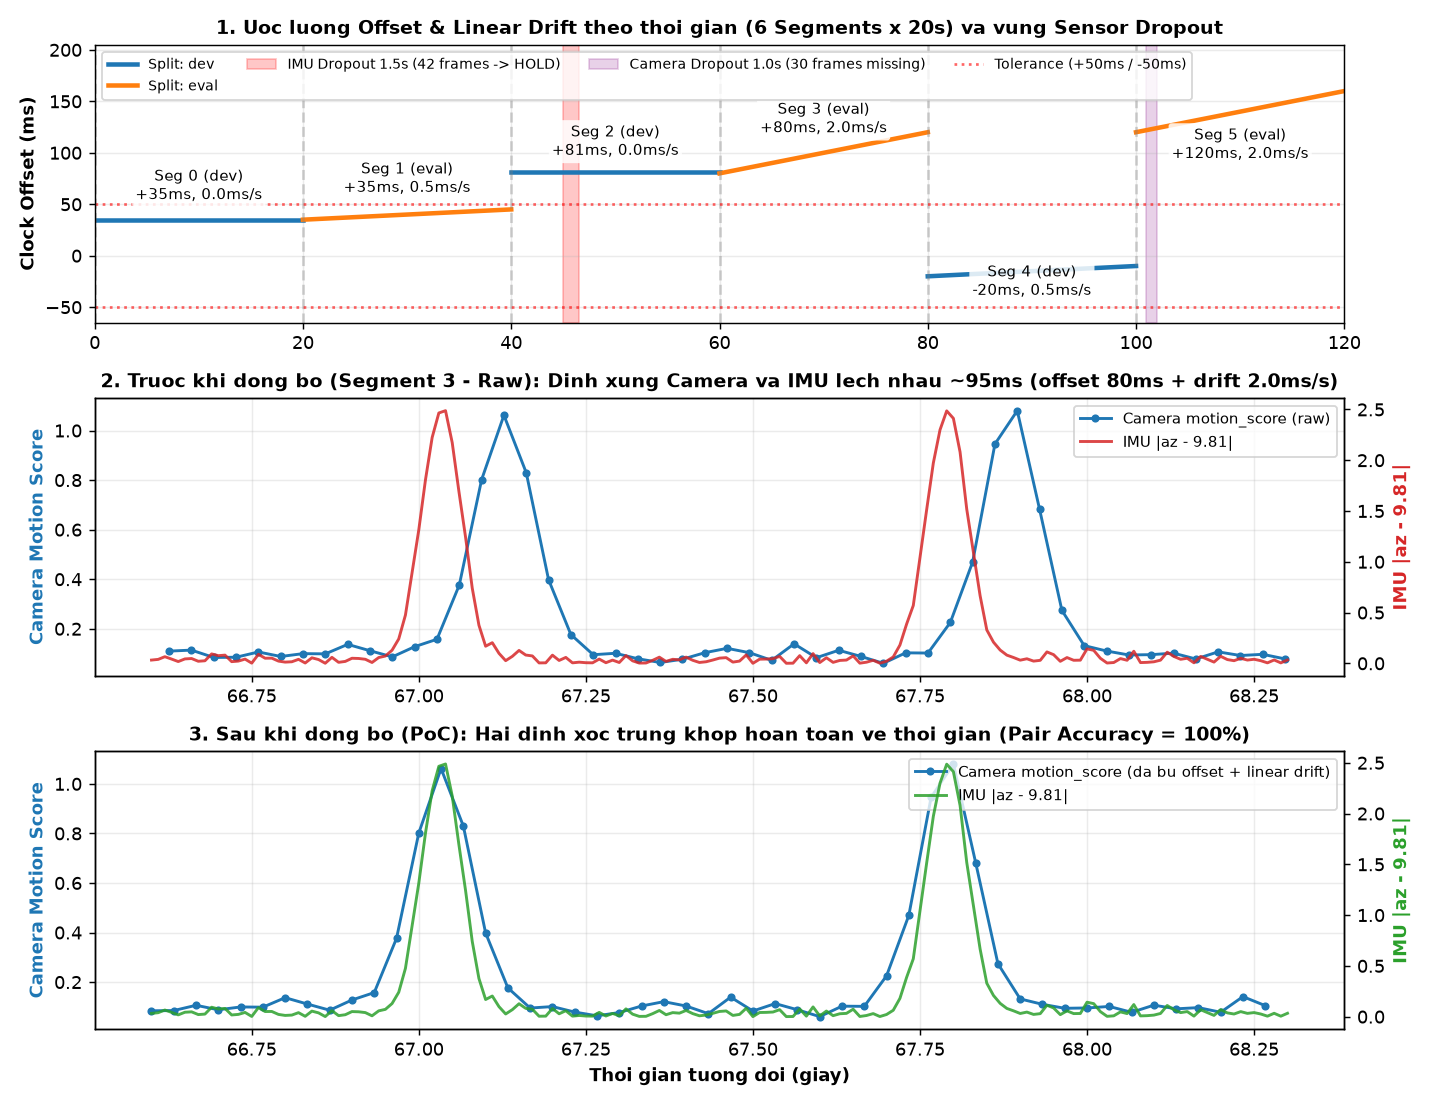 1. Uoc luong Offset & Linear Drift theo thoi gian (6 Segments x 20s) va vung Sensor Dropout
Clock Offset (ms)
200
150
100
50
0
−50
Split: dev
Split: eval
IMU Dropout 1.5s (42 frames -> HOLD)
Camera Dropout 1.0s (30 frames missing)
Tolerance (+50ms / -50ms)
Seg 0 (dev)
+35ms, 0.0ms/s
Seg 1 (eval)
+35ms, 0.5ms/s
Seg 2 (dev)
+81ms, 0.0ms/s
Seg 3 (eval)
+80ms, 2.0ms/s
Seg 4 (dev)
-20ms, 0.5ms/s
Seg 5 (eval)
+120ms, 2.0ms/s
0 20 40 60 80 100 120
2. Truoc khi dong bo (Segment 3 - Raw): Dinh xung Camera va IMU lech nhau ~95ms (offset 80ms + drift 2.0ms/s)
Camera Motion Score
1.0
0.8
0.6
0.4
0.2
Camera motion_score (raw)
IMU |az - 9.81|
2.5
2.0
1.5
1.0
0.5
0.0
IMU |az - 9.81|
66.75 67.00 67.25 67.50 67.75 68.00 68.25
3. Sau khi dong bo (PoC): Hai dinh xoc trung khop hoan toan ve thoi gian (Pair Accuracy = 100%)
Camera Motion Score
1.0
0.8
0.6
0.4
0.2
Camera motion_score (da bu offset + linear drift)
IMU |az - 9.81|
2.5
2.0
1.5
1.0
0.5
0.0
IMU |az - 9.81|
66.75 67.00 67.25 67.50 67.75 68.00 68.25
Thoi gian tuong doi (giay)